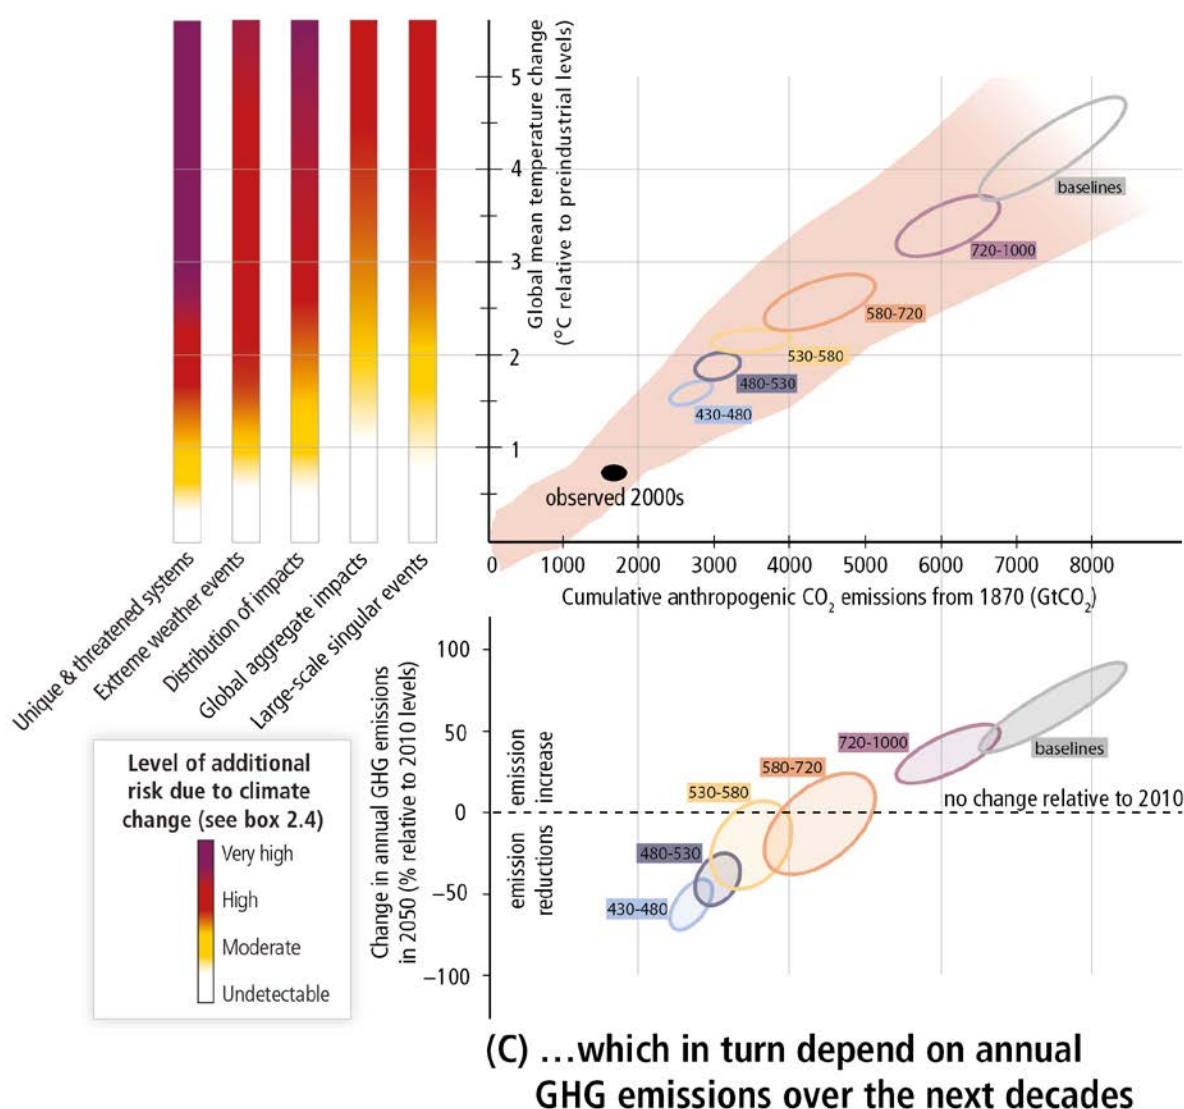 5
4
3
2
1
Global mean temperature change
(°C relative to preindustrial levels)
baselines
720-1000
580-720
530-580
480-530
430-480
observed 2000s
0
1000
2000
3000
4000
5000
6000
7000
8000
Cumulative anthropogenic CO₂ emissions from 1870 (GtCO₂)
Unique & threatened systems
Extreme weather events
Distribution of impacts
Global aggregate impacts
Large-scale singular events
Level of additional
risk due to climate
change (see box 2.4)
Very high
High
Moderate
Undetectable
Change in annual GHG emissions
in 2050 (% relative to 2010 levels)
100
50
0
−50
−100
emission
increase
emission
reductions
720-1000
baselines
580-720
530-580
no change relative to 2010
480-530
430-480
(C) ...which in turn depend on annual
GHG emissions over the next decades